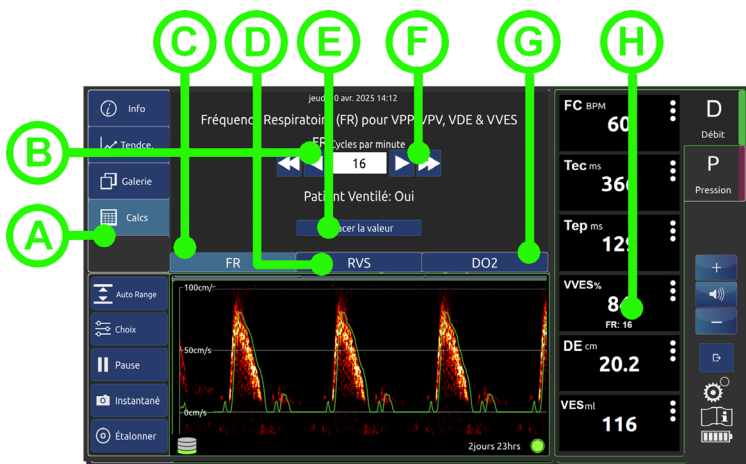 C D E F G H
B
A
Info
Tendce.
Galerie
Calcs
jeudi 10 avr. 2025 14:12
Fréquence Respiratoire (FR) pour VPP, VPV, VDE & VVES
FR Cycles par minute
16
Patient Ventilé: Oui
la valeur
FR RVS DO2
Auto Range
Choix
Pause
Instantané
Étalonner
100cm/
50cm/s
0cm/s
2jours 23hrs
FC BPM
60
Tec ms
Tep ms
VVES%
FR: 16
DE cm
20.2
VES ml
116
D
Débit
P
Pression
+
−